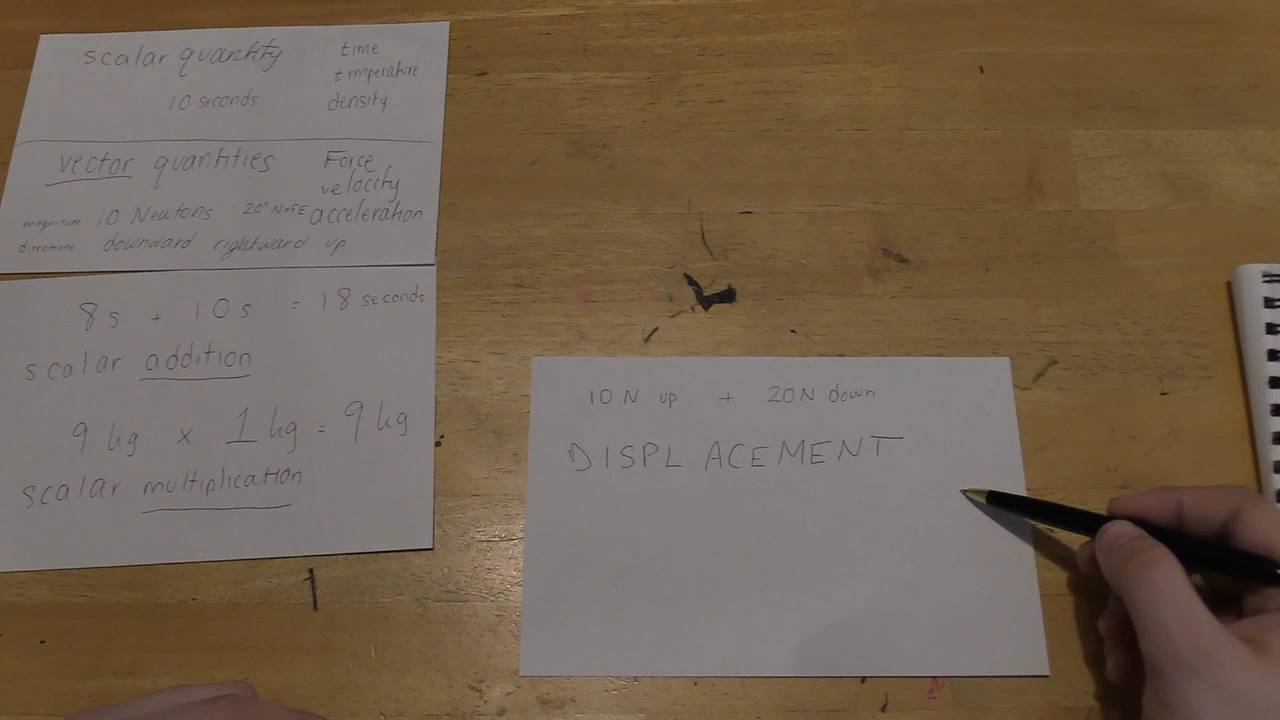 scalar quantity
time
temperature
10 seconds
density
vector quantities
Force
velocity
magnitude 10 Newtons 20° N of E acceleration
directions downward rightward up
8s + 10s = 18 seconds
scalar addition
9 kg x 1 kg = 9 kg
scalar multiplication
10N up + 20N down
DISPLACEMENT